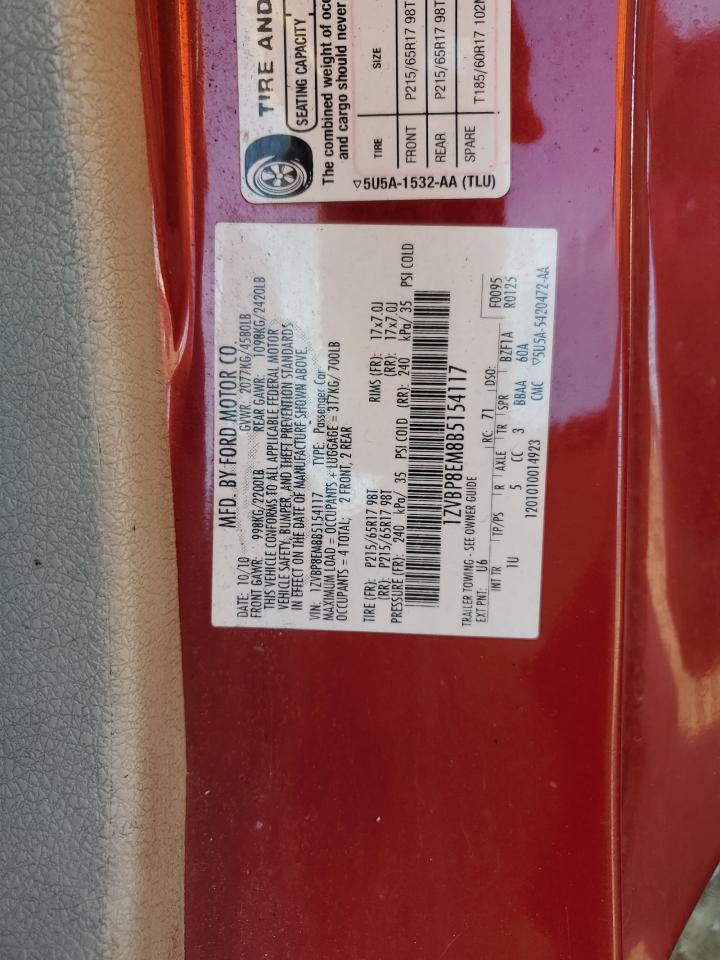 MFD. BY FORD MOTOR CO.
DATE: 10/10 GVWR: 2077KG/4580LB
FRONT GAWR: 998KG/2200LB REAR GAWR: 1098KG/2420LB
THIS VEHICLE CONFORMS TO ALL APPLICABLE FEDERAL MOTOR
VEHICLE SAFETY, BUMPER, AND THEFT PREVENTION STANDARDS
IN EFFECT ON THE DATE OF MANUFACTURE SHOWN ABOVE.
VIN: 1ZVBP8EM8B5154117 TYPE: Passenger Car
MAXIMUM LOAD = OCCUPANTS + LUGGAGE = 317KG/ 700LB
OCCUPANTS = 4 TOTAL; 2 FRONT, 2 REAR
TIRE (FR): P215/65R17 98T RIMS (FR): 17x7.0J
(RR): P215/65R17 98T (RR): 17x7.0J
PRESSURE (FR): 240 kPa/ 35 PSI COLD (RR): 240 kPa/ 35 PSI COLD
1ZVBP8EM8B5154117
TRAILER TOWING - SEE OWNER GUIDE
EXT PNT: U6 RC: 71 DSO: F0095
R0125
INT TR TP/PS R AXLE TR SPR BZF1A
1U 5 CC 3 BBAA 60A
1201010014923 CMC ▽5U5A-5420472-AA
TIRE AND
SEATING CAPACITY
The combined weight of occ
and cargo should never
TIRE SIZE
FRONT P215/65R17 98T
REAR P215/65R17 98T
SPARE T185/60R17 102M
▽5U5A-1532-AA (TLU)